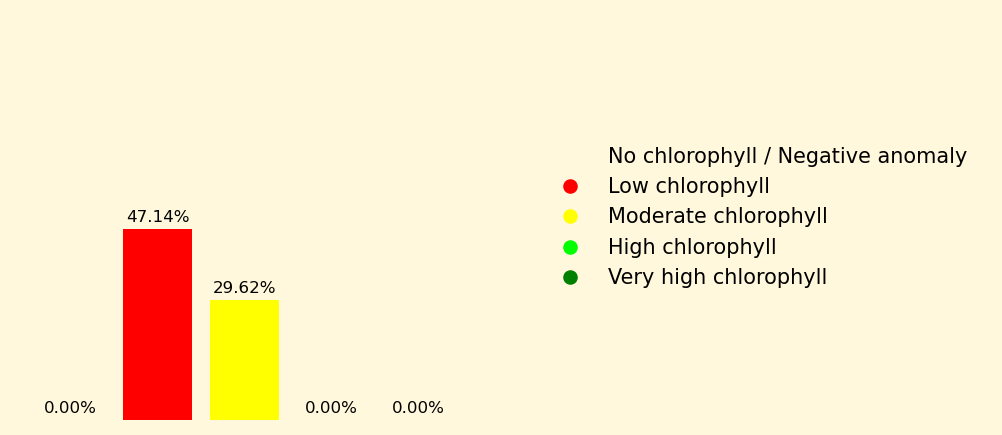 No chlorophyll / Negative anomaly
Low chlorophyll
Moderate chlorophyll
High chlorophyll
Very high chlorophyll
47.14%
29.62%
0.00%
0.00%
0.00%